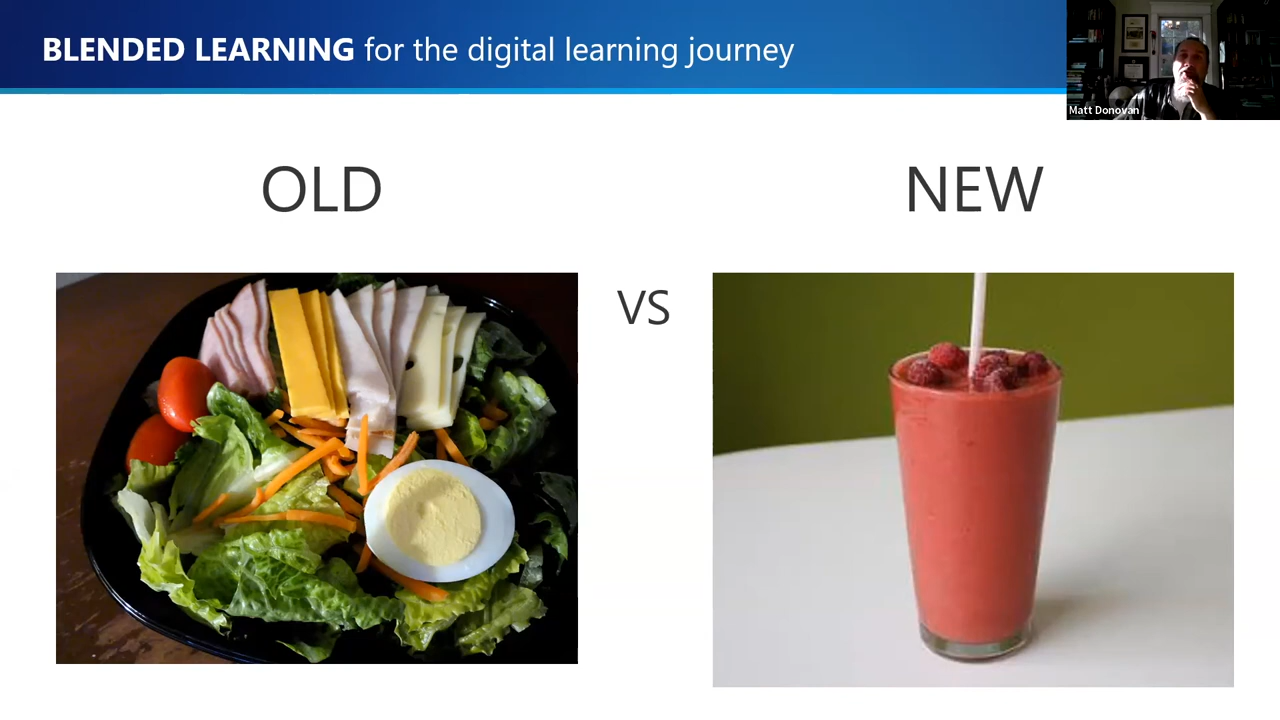 BLENDED LEARNING for the digital learning journey
Matt Donovan
OLD
NEW
VS